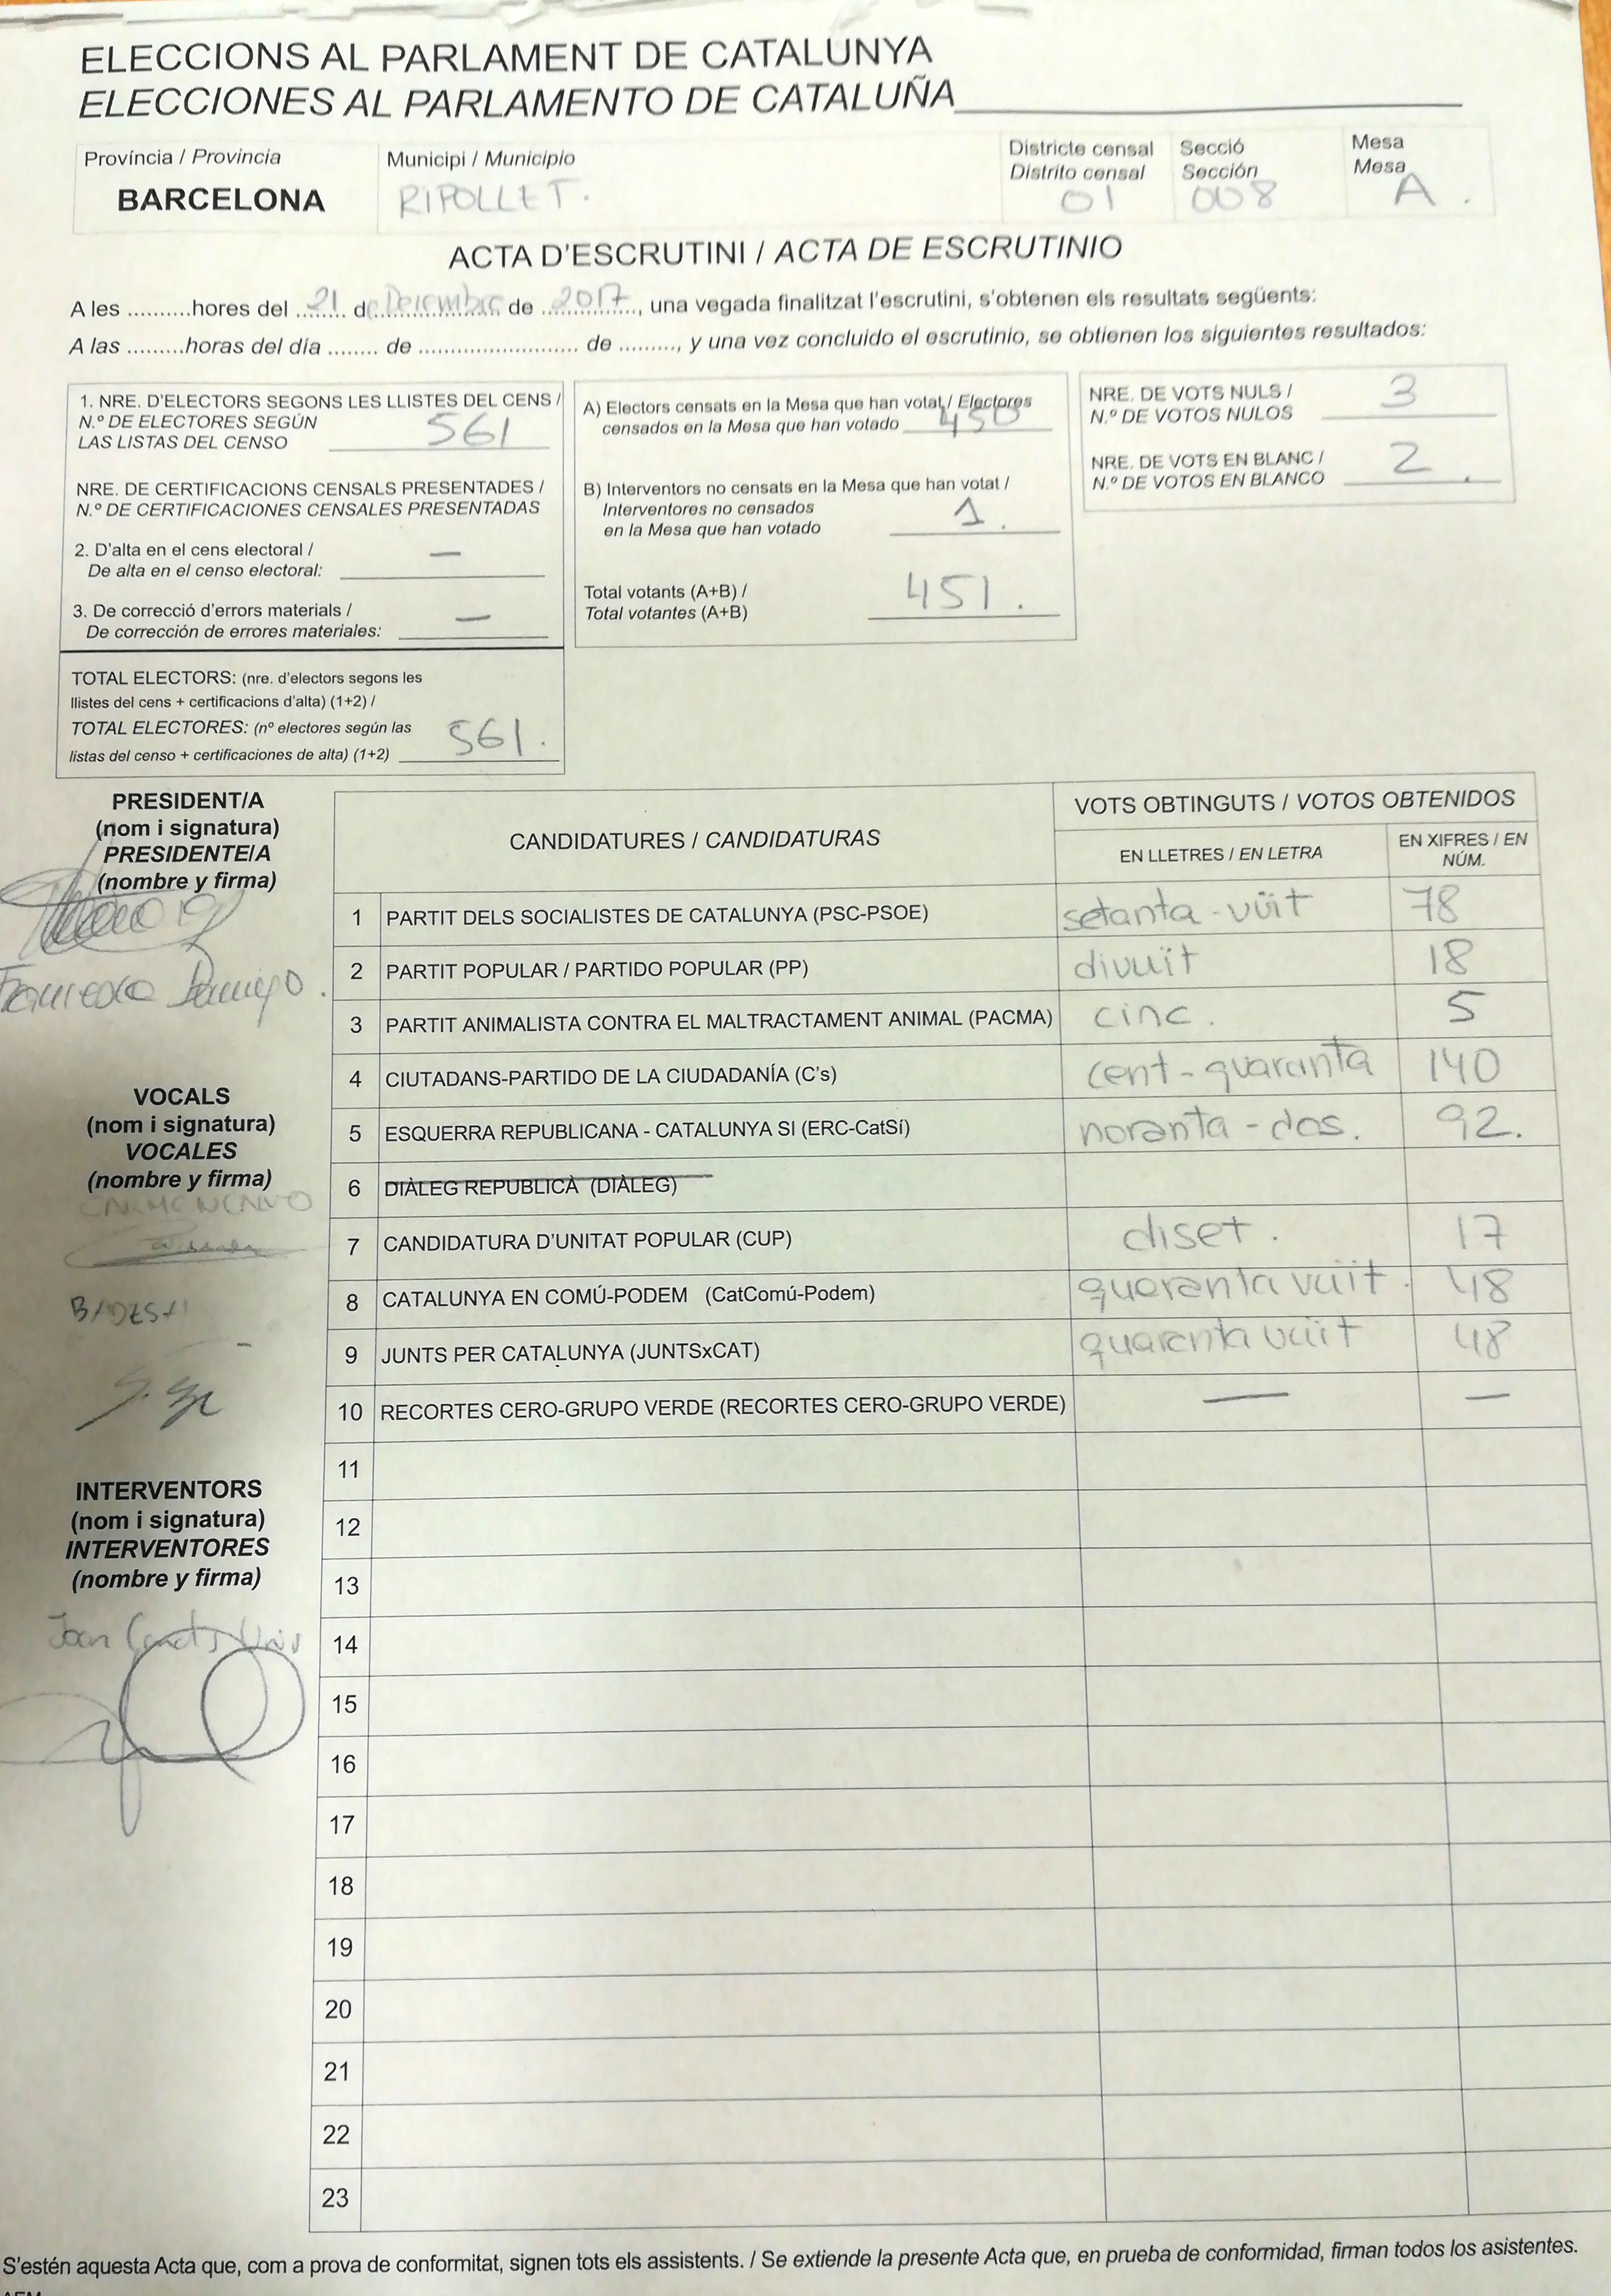 ELECCIONS AL PARLAMENT DE CATALUNYA
ELECCIONES AL PARLAMENTO DE CATALUÑA
Província / Provincia
BARCELONA
Municipi / Municipio
RIPOLLET.
Districte censal
Distrito censal
01
Secció
Sección
008
Mesa
Mesa
A.
ACTA D'ESCRUTINI / ACTA DE ESCRUTINIO
A les ..........hores del 21 de Desembre de 2017, una vegada finalitzat l'escrutini, s'obtenen els resultats següents:
A las .........horas del día ........ de .......................... de ........., y una vez concluido el escrutinio, se obtienen los siguientes resultados:
1. NRE. D'ELECTORS SEGONS LES LLISTES DEL CENS /
N.º DE ELECTORES SEGÚN
LAS LISTAS DEL CENSO 561
NRE. DE CERTIFICACIONS CENSALS PRESENTADES /
N.º DE CERTIFICACIONES CENSALES PRESENTADAS
2. D'alta en el cens electoral /
De alta en el censo electoral: —
3. De correcció d'errors materials /
De corrección de errores materiales: —
TOTAL ELECTORS: (nre. d'electors segons les
llistes del cens + certificacions d'alta) (1+2) /
TOTAL ELECTORES: (nº electores según las
listas del censo + certificaciones de alta) (1+2) 561.
A) Electors censats en la Mesa que han votat / Electores
censados en la Mesa que han votado 450
B) Interventors no censats en la Mesa que han votat /
Interventores no censados
en la Mesa que han votado 1.
Total votants (A+B) /
Total votantes (A+B) 451.
NRE. DE VOTS NULS /
N.º DE VOTOS NULOS 3
NRE. DE VOTS EN BLANC /
N.º DE VOTOS EN BLANCO 2.
PRESIDENT/A
(nom i signatura)
PRESIDENTE/A
(nombre y firma)
VOCALS
(nom i signatura)
VOCALES
(nombre y firma)
INTERVENTORS
(nom i signatura)
INTERVENTORES
(nombre y firma)
Joan
CANDIDATURES / CANDIDATURAS
VOTS OBTINGUTS / VOTOS OBTENIDOS
EN LLETRES / EN LETRA
EN XIFRES / EN NÚM.
1 PARTIT DELS SOCIALISTES DE CATALUNYA (PSC-PSOE) setanta-vüit 78
2 PARTIT POPULAR / PARTIDO POPULAR (PP) divuit 18
3 PARTIT ANIMALISTA CONTRA EL MALTRACTAMENT ANIMAL (PACMA) cinc. 5
4 CIUTADANS-PARTIDO DE LA CIUDADANÍA (C's) cent-quaranta 140
5 ESQUERRA REPUBLICANA - CATALUNYA SI (ERC-CatSí) noranta-dos. 92.
6 DIÀLEG REPUBLICÀ (DIÀLEG)
7 CANDIDATURA D'UNITAT POPULAR (CUP) diset. 17
8 CATALUNYA EN COMÚ-PODEM (CatComú-Podem) quaranta vuit. 48
9 JUNTS PER CATALUNYA (JUNTSxCAT) quaranta vuit 48
10 RECORTES CERO-GRUPO VERDE (RECORTES CERO-GRUPO VERDE) — —
11
12
13
14
15
16
17
18
19
20
21
22
23
S'estén aquesta Acta que, com a prova de conformitat, signen tots els assistents. / Se extiende la presente Acta que, en prueba de conformidad, firman todos los asistentes.